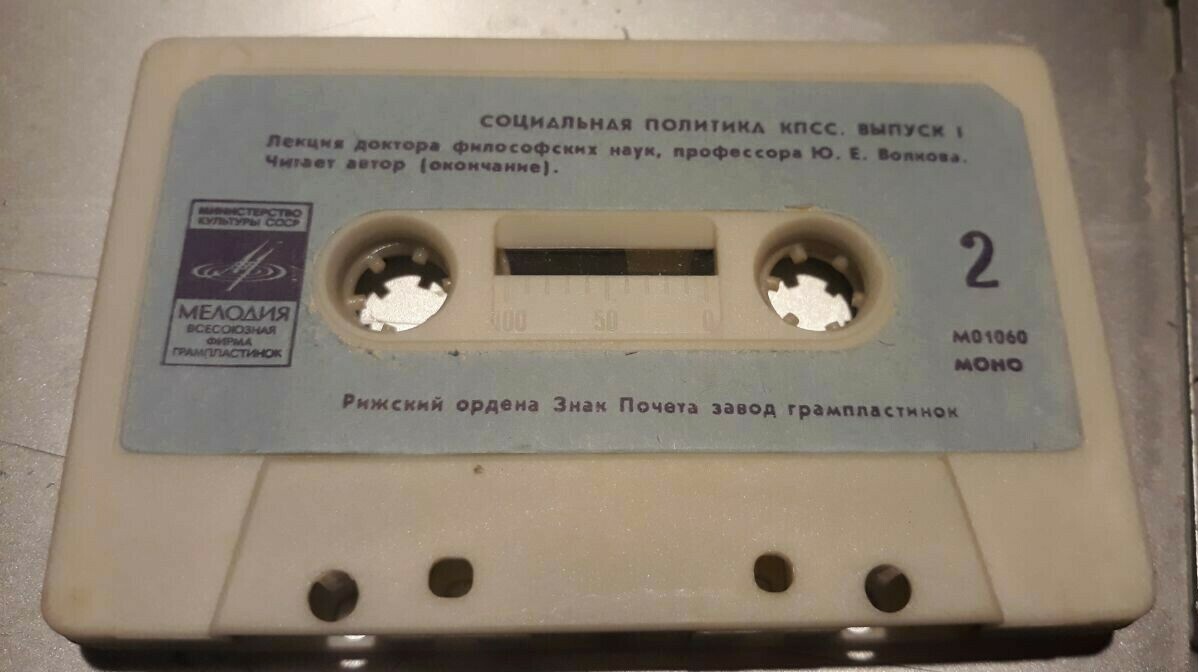 СОЦИАЛЬНАЯ ПОЛИТИКА КПСС. ВЫПУСК I
Лекция доктора философских наук, профессора Ю. Е. Волкова.
Читает автор (окончание).
МИНИСТЕРСТВО
КУЛЬТУРЫ СССР
МЕЛОДИЯ
ВСЕСОЮЗНАЯ
ФИРМА
ГРАМПЛАСТИНОК
2
100 50 0
М01060
МОНО
Рижский ордена Знак Почета завод грампластинок